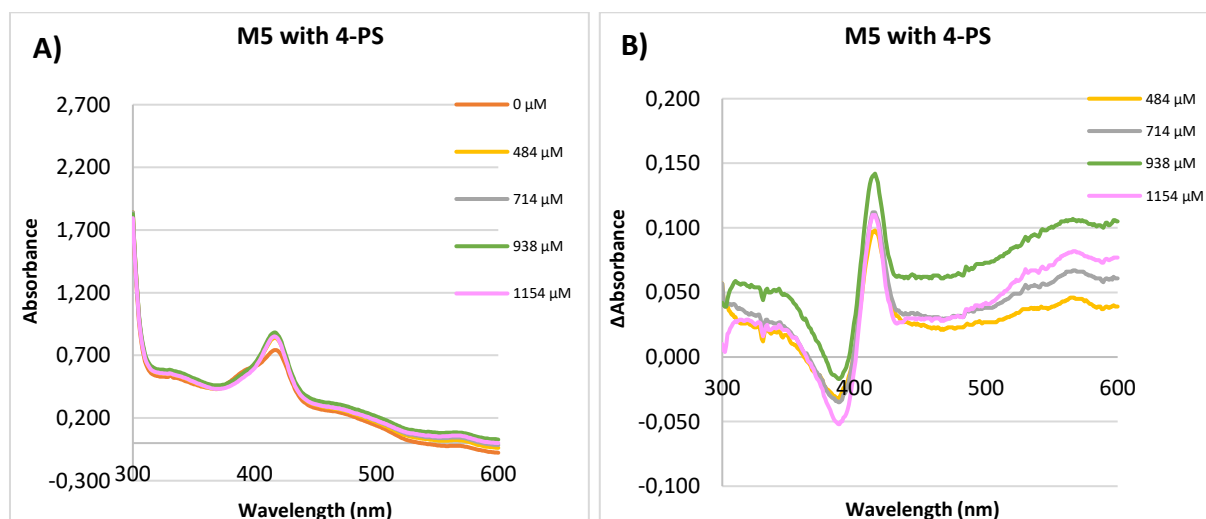 A)
M5 with 4-PS
2,700
2,200
1,700
1,200
0,700
0,200
-0,300
300
400
500
600
Absorbance
Wavelength (nm)
0 µM
484 µM
714 µM
938 µM
1154 µM
B)
M5 with 4-PS
0,200
0,150
0,100
0,050
0,000
-0,050
-0,100
300
400
500
600
ΔAbsorbance
Wavelength (nm)
484 µM
714 µM
938 µM
1154 µM